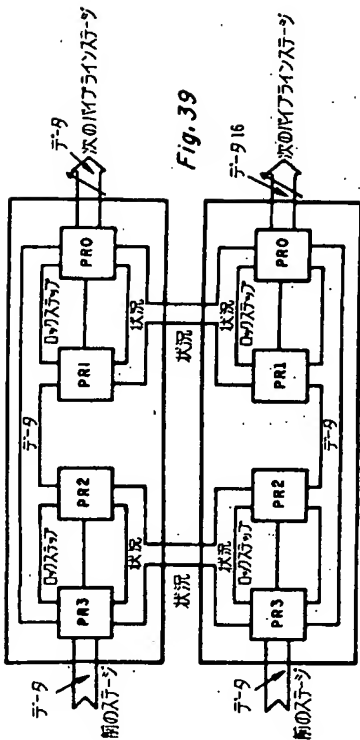 データ
次のパイプラインステージ
PR0
ロックステップ
状況
PR1
データ
PR2
ロックステップ
状況
PR3
データ
前のステージ
Fig. 39
状況
状況
データ16
次のパイプラインステージ
PR0
状況
ロックステップ
PR1
データ
PR2
状況
ロックステップ
PR3
データ
前のステージ